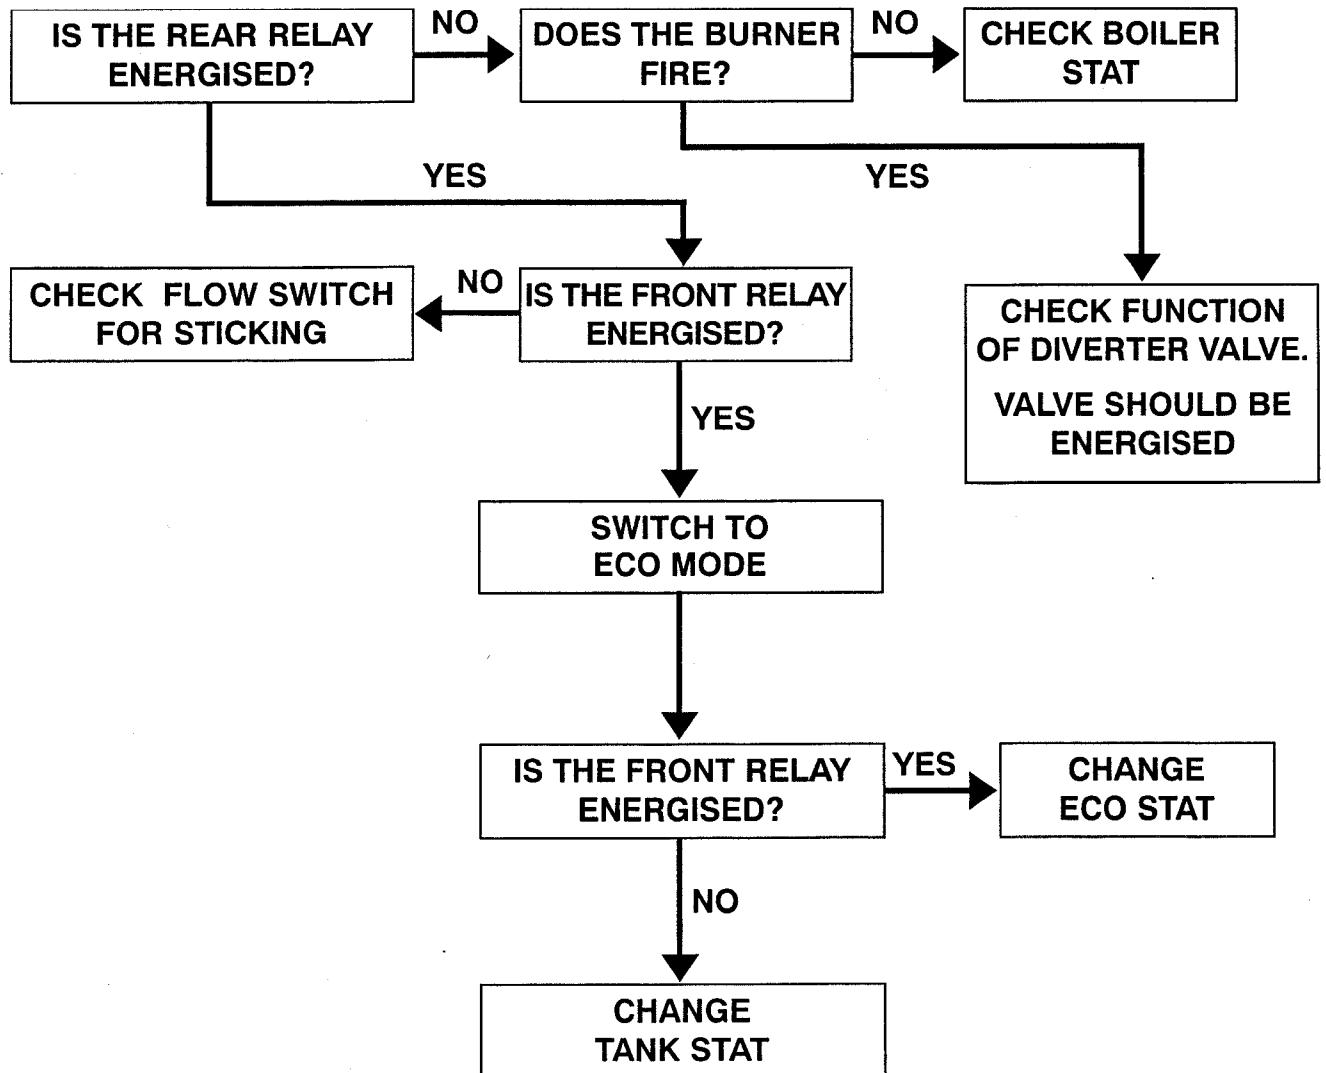 IS THE REAR RELAY
ENERGISED?
NO
DOES THE BURNER
FIRE?
NO
CHECK BOILER
STAT
YES
YES
CHECK FLOW SWITCH
FOR STICKING
NO
IS THE FRONT RELAY
ENERGISED?
CHECK FUNCTION
OF DIVERTER VALVE.
VALVE SHOULD BE
ENERGISED
YES
SWITCH TO
ECO MODE
IS THE FRONT RELAY
ENERGISED?
YES
CHANGE
ECO STAT
NO
CHANGE
TANK STAT